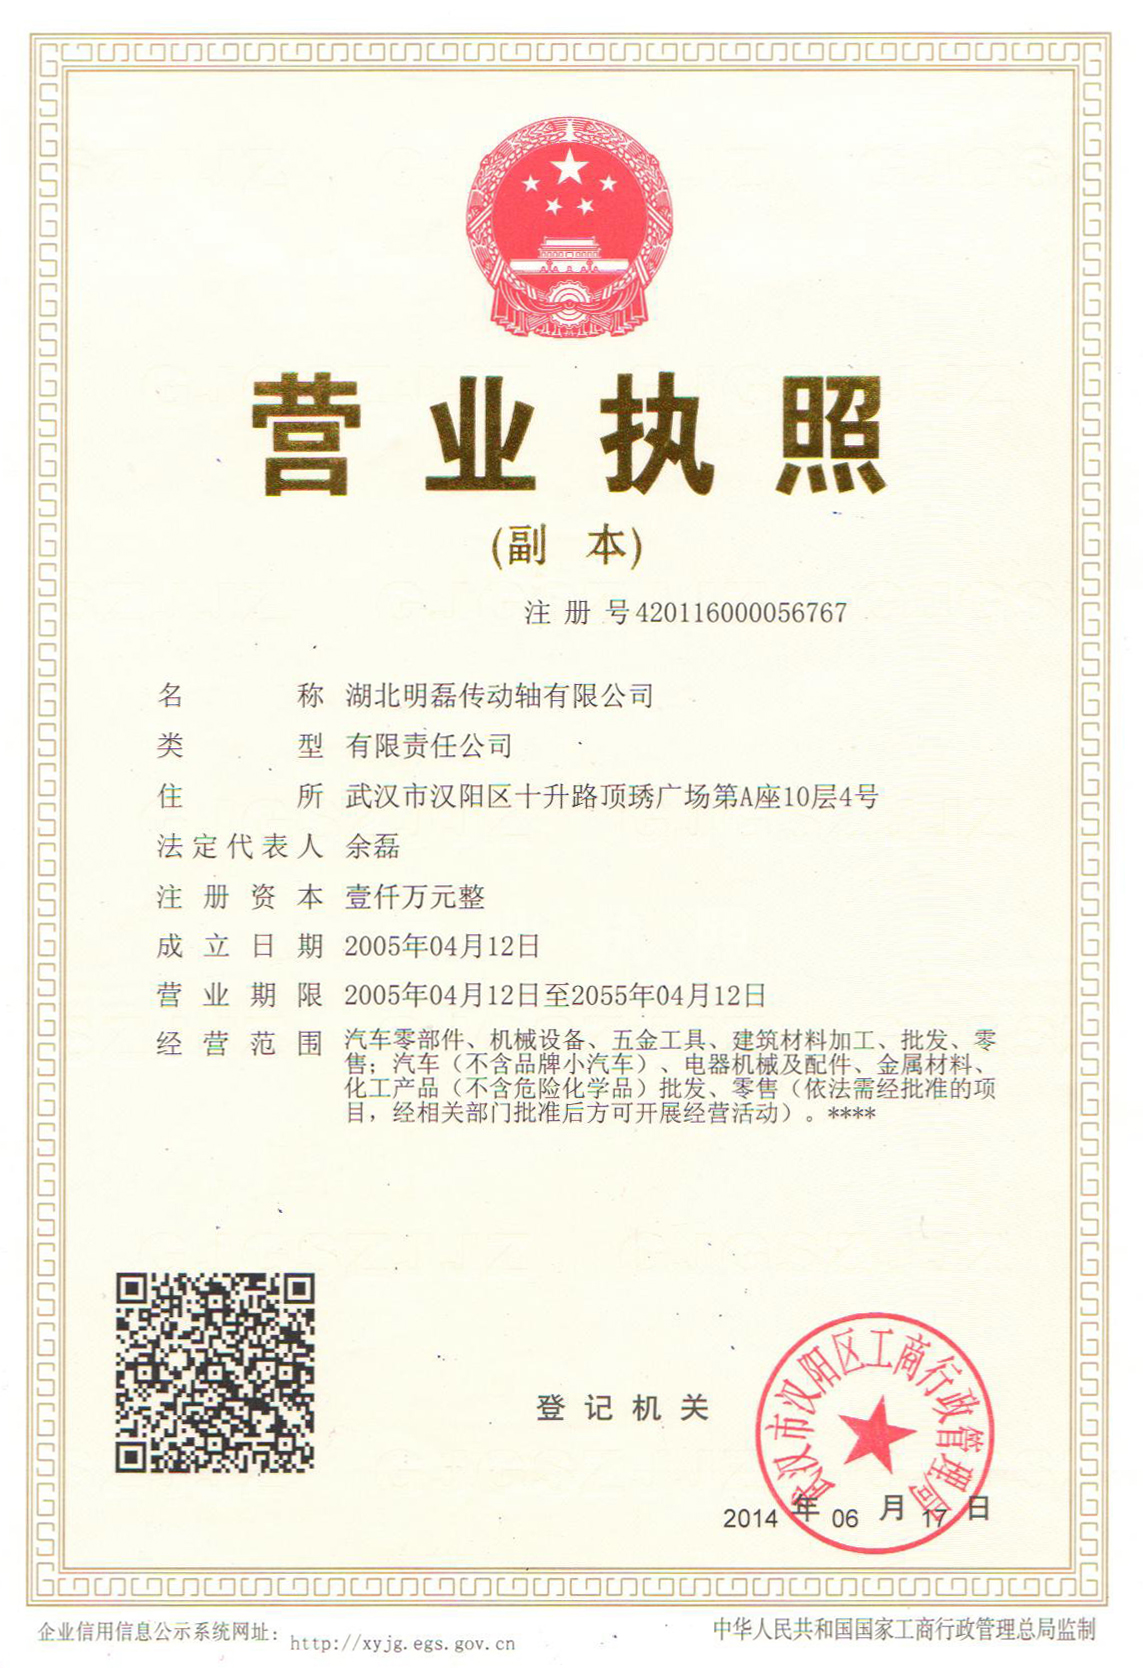 营业执照
(副 本)
注 册 号420116000056767
名 称 湖北明磊传动轴有限公司
类 型 有限责任公司
住 所 武汉市汉阳区十升路顶琇广场第A座10层4号
法定代表人 余磊
注 册 资 本 壹仟万元整
成 立 日 期 2005年04月12日
营 业 期 限 2005年04月12日至2055年04月12日
经 营 范 围 汽车零部件、机械设备、五金工具、建筑材料加工、批发、零
售；汽车（不含品牌小汽车）、电器机械及配件、金属材料、
化工产品（不含危险化学品）批发、零售（依法需经批准的项
目，经相关部门批准后方可开展经营活动）。****
登 记 机 关
武汉市汉阳区工商行政管理局
2014 年 06 月 17 日
企业信用信息公示系统网址： http://xyjg.egs.gov.cn
中华人民共和国国家工商行政管理总局监制